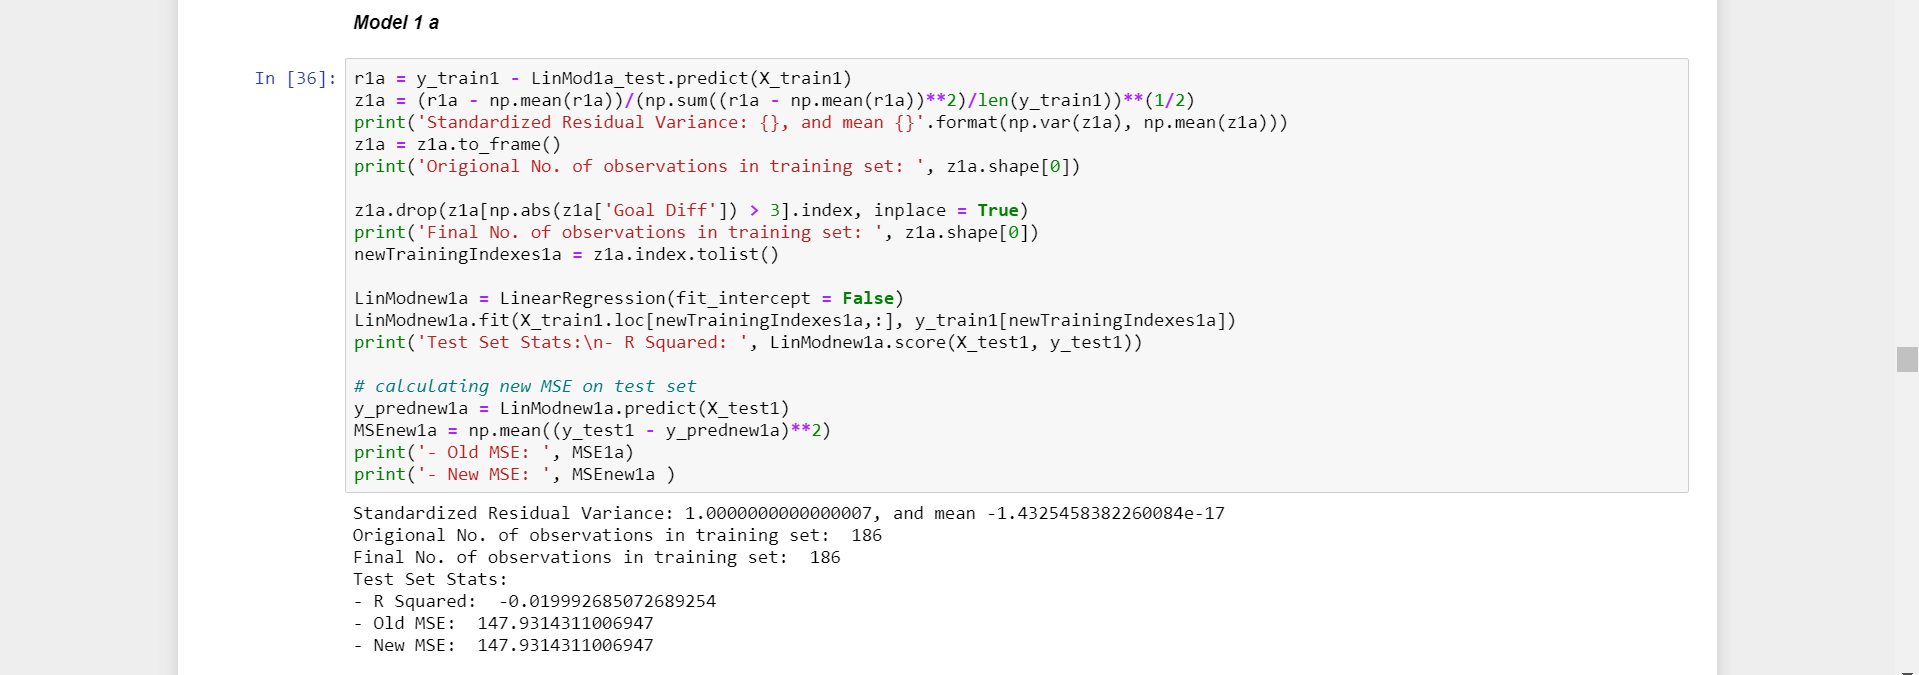 Model 1 a
In [36]:
r1a = y_train1 - LinMod1a_test.predict(X_train1)
z1a = (r1a - np.mean(r1a))/(np.sum((r1a - np.mean(r1a))**2)/len(y_train1))**(1/2)
print('Standardized Residual Variance: {}, and mean {}'.format(np.var(z1a), np.mean(z1a)))
z1a = z1a.to_frame()
print('Origional No. of observations in training set: ', z1a.shape[0])
z1a.drop(z1a[np.abs(z1a['Goal Diff']) > 3].index, inplace = True)
print('Final No. of observations in training set: ', z1a.shape[0])
newTrainingIndexes1a = z1a.index.tolist()
LinModnew1a = LinearRegression(fit_intercept = False)
LinModnew1a.fit(X_train1.loc[newTrainingIndexes1a,:], y_train1[newTrainingIndexes1a])
print('Test Set Stats:\n- R Squared: ', LinModnew1a.score(X_test1, y_test1))
# calculating new MSE on test set
y_prednew1a = LinModnew1a.predict(X_test1)
MSEnew1a = np.mean((y_test1 - y_prednew1a)**2)
print('- Old MSE: ', MSE1a)
print('- New MSE: ', MSEnew1a )
Standardized Residual Variance: 1.0000000000000007, and mean -1.4325458382260084e-17
Origional No. of observations in training set:  186
Final No. of observations in training set:  186
Test Set Stats:
- R Squared:  -0.019992685072689254
- Old MSE:  147.9314311006947
- New MSE:  147.9314311006947